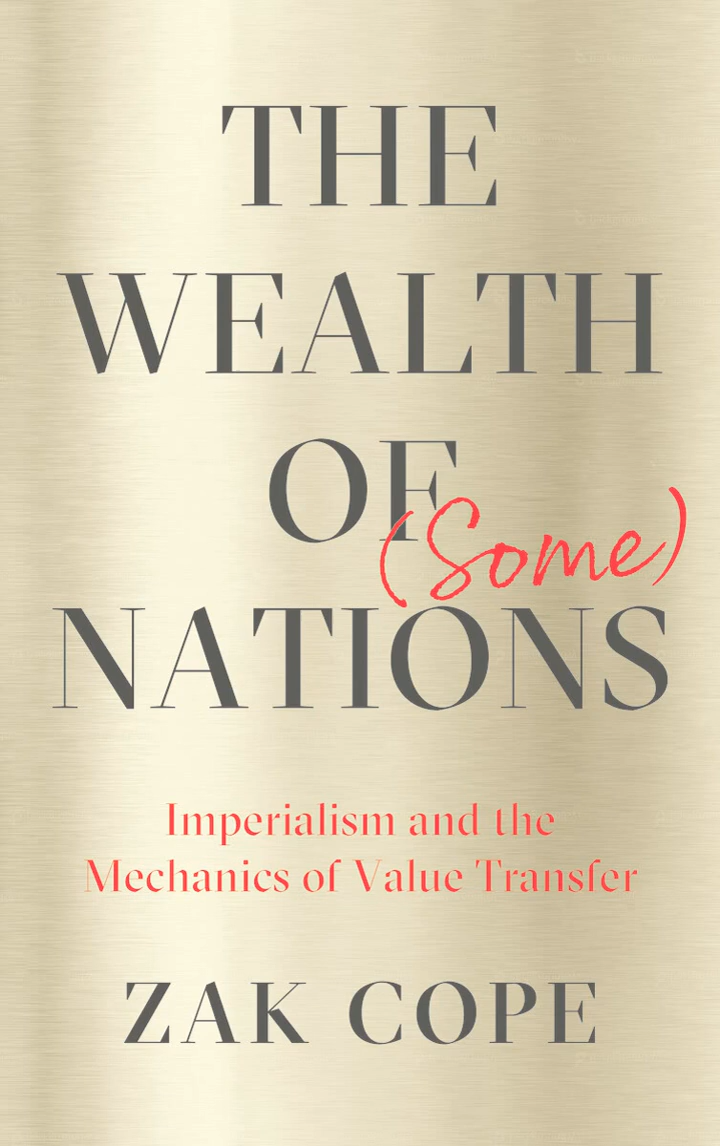 THE
WEALTH
OF
(Some)
NATIONS
Imperialism and the
Mechanics of Value Transfer
ZAK COPE